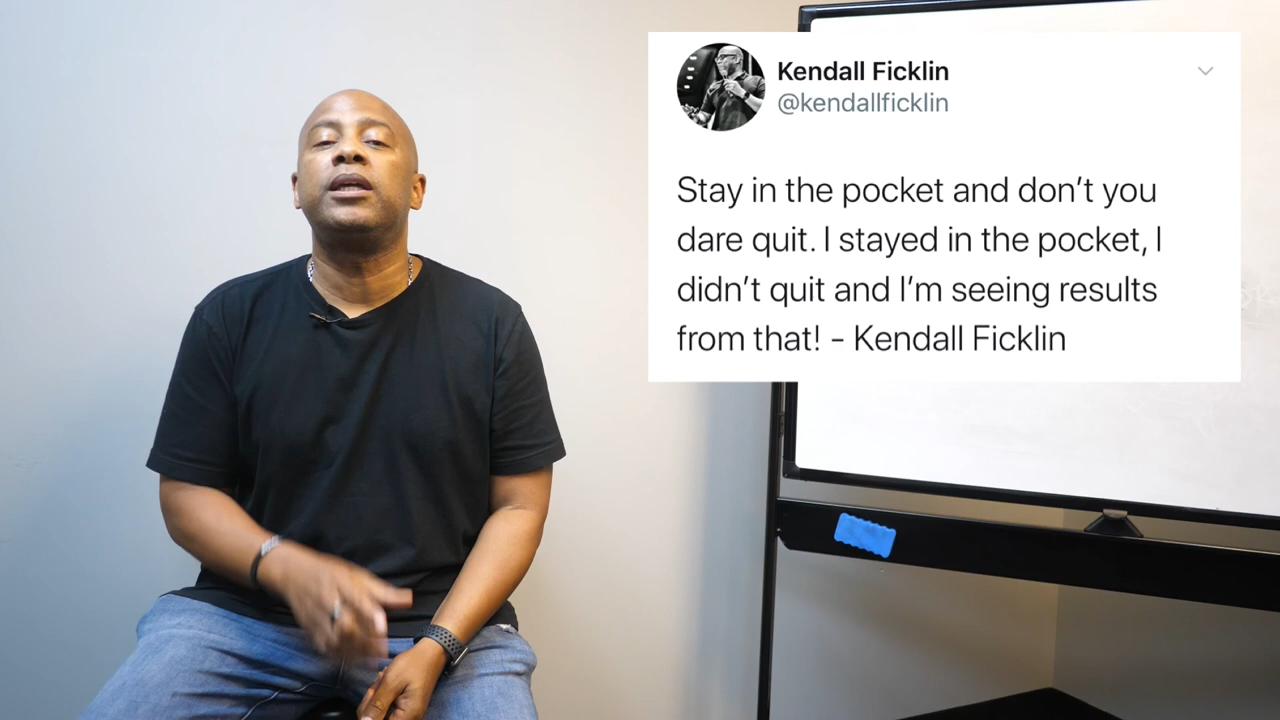 Kendall Ficklin
@kendallficklin
Stay in the pocket and don’t you
dare quit. I stayed in the pocket, I
didn’t quit and I’m seeing results
from that! - Kendall Ficklin